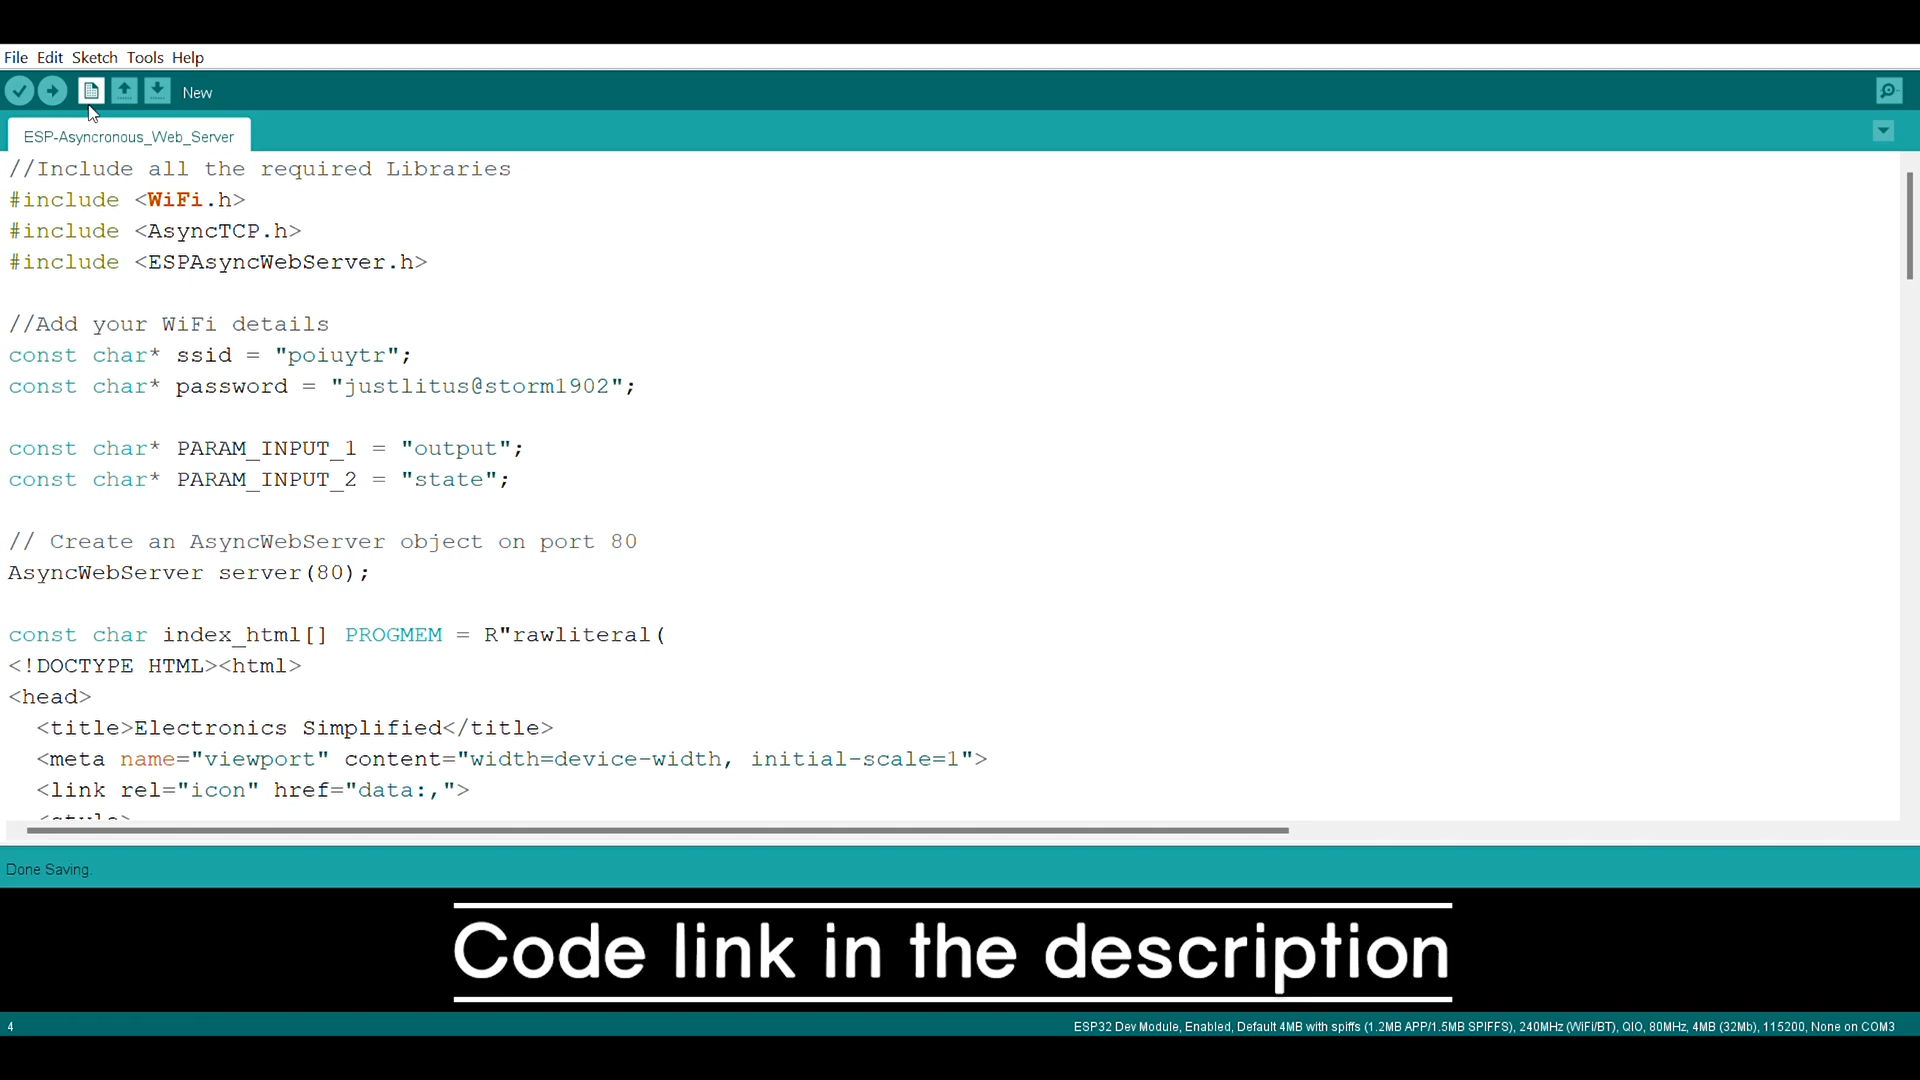 File Edit Sketch Tools Help
New
ESP-Asyncronous_Web_Server
//Include all the required Libraries
#include <WiFi.h>
#include <AsyncTCP.h>
#include <ESPAsyncWebServer.h>
//Add your WiFi details
const char* ssid = "poiuytr";
const char* password = "justlitus@storm1902";
const char* PARAM_INPUT_1 = "output";
const char* PARAM_INPUT_2 = "state";
// Create an AsyncWebServer object on port 80
AsyncWebServer server(80);
const char index_html[] PROGMEM = R"rawliteral(
<!DOCTYPE HTML><html>
<head>
<title>Electronics Simplified</title>
<meta name="viewport" content="width=device-width, initial-scale=1">
<link rel="icon" href="data:,">
<style>
Done Saving.
Code link in the description
4
ESP32 Dev Module, Enabled, Default 4MB with spiffs (1.2MB APP/1.5MB SPIFFS), 240MHz (WiFi/BT), QIO, 80MHz, 4MB (32Mb), 115200, None on COM3